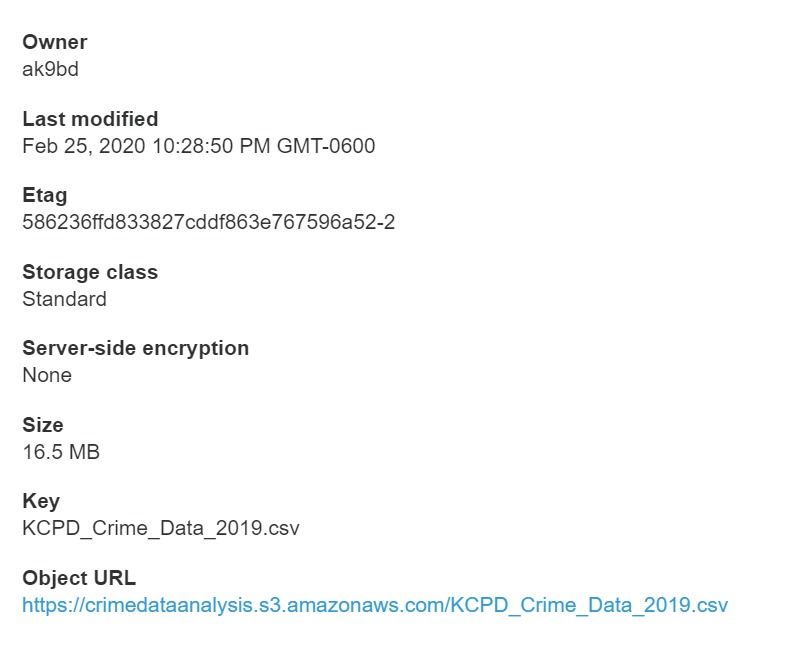 Owner
ak9bd
Last modified
Feb 25, 2020 10:28:50 PM GMT-0600
Etag
586236ffd833827cddf863e767596a52-2
Storage class
Standard
Server-side encryption
None
Size
16.5 MB
Key
KCPD_Crime_Data_2019.csv
Object URL
https://crimedataanalysis.s3.amazonaws.com/KCPD_Crime_Data_2019.csv